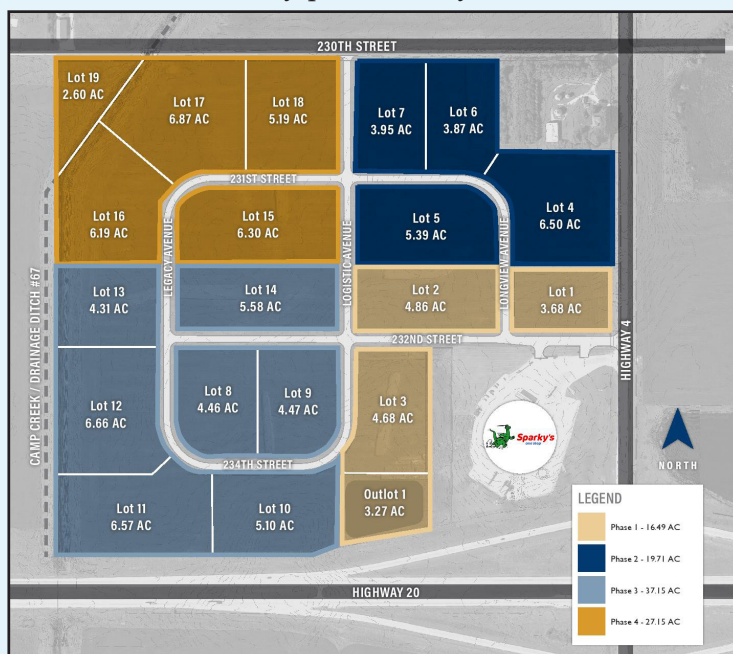 230TH STREET
Lot 19
2.60 AC
Lot 17
6.87 AC
Lot 18
5.19 AC
Lot 7
3.95 AC
Lot 6
3.87 AC
231ST STREET
Lot 16
6.19 AC
Lot 15
6.30 AC
Lot 5
5.39 AC
Lot 4
6.50 AC
LEGACY AVENUE
LOGISTIC AVENUE
LONGVIEW AVENUE
CAMP CREEK / DRAINAGE DITCH #67
Lot 13
4.31 AC
Lot 14
5.58 AC
Lot 2
4.86 AC
Lot 1
3.68 AC
232ND STREET
HIGHWAY 4
Lot 12
6.66 AC
Lot 8
4.46 AC
Lot 9
4.47 AC
Lot 3
4.68 AC
Sparky's
234TH STREET
NORTH
Lot 11
6.57 AC
Lot 10
5.10 AC
Outlot 1
3.27 AC
HIGHWAY 20
LEGEND
Phase 1 - 16.49 AC
Phase 2 - 19.71 AC
Phase 3 - 37.15 AC
Phase 4 - 27.15 AC